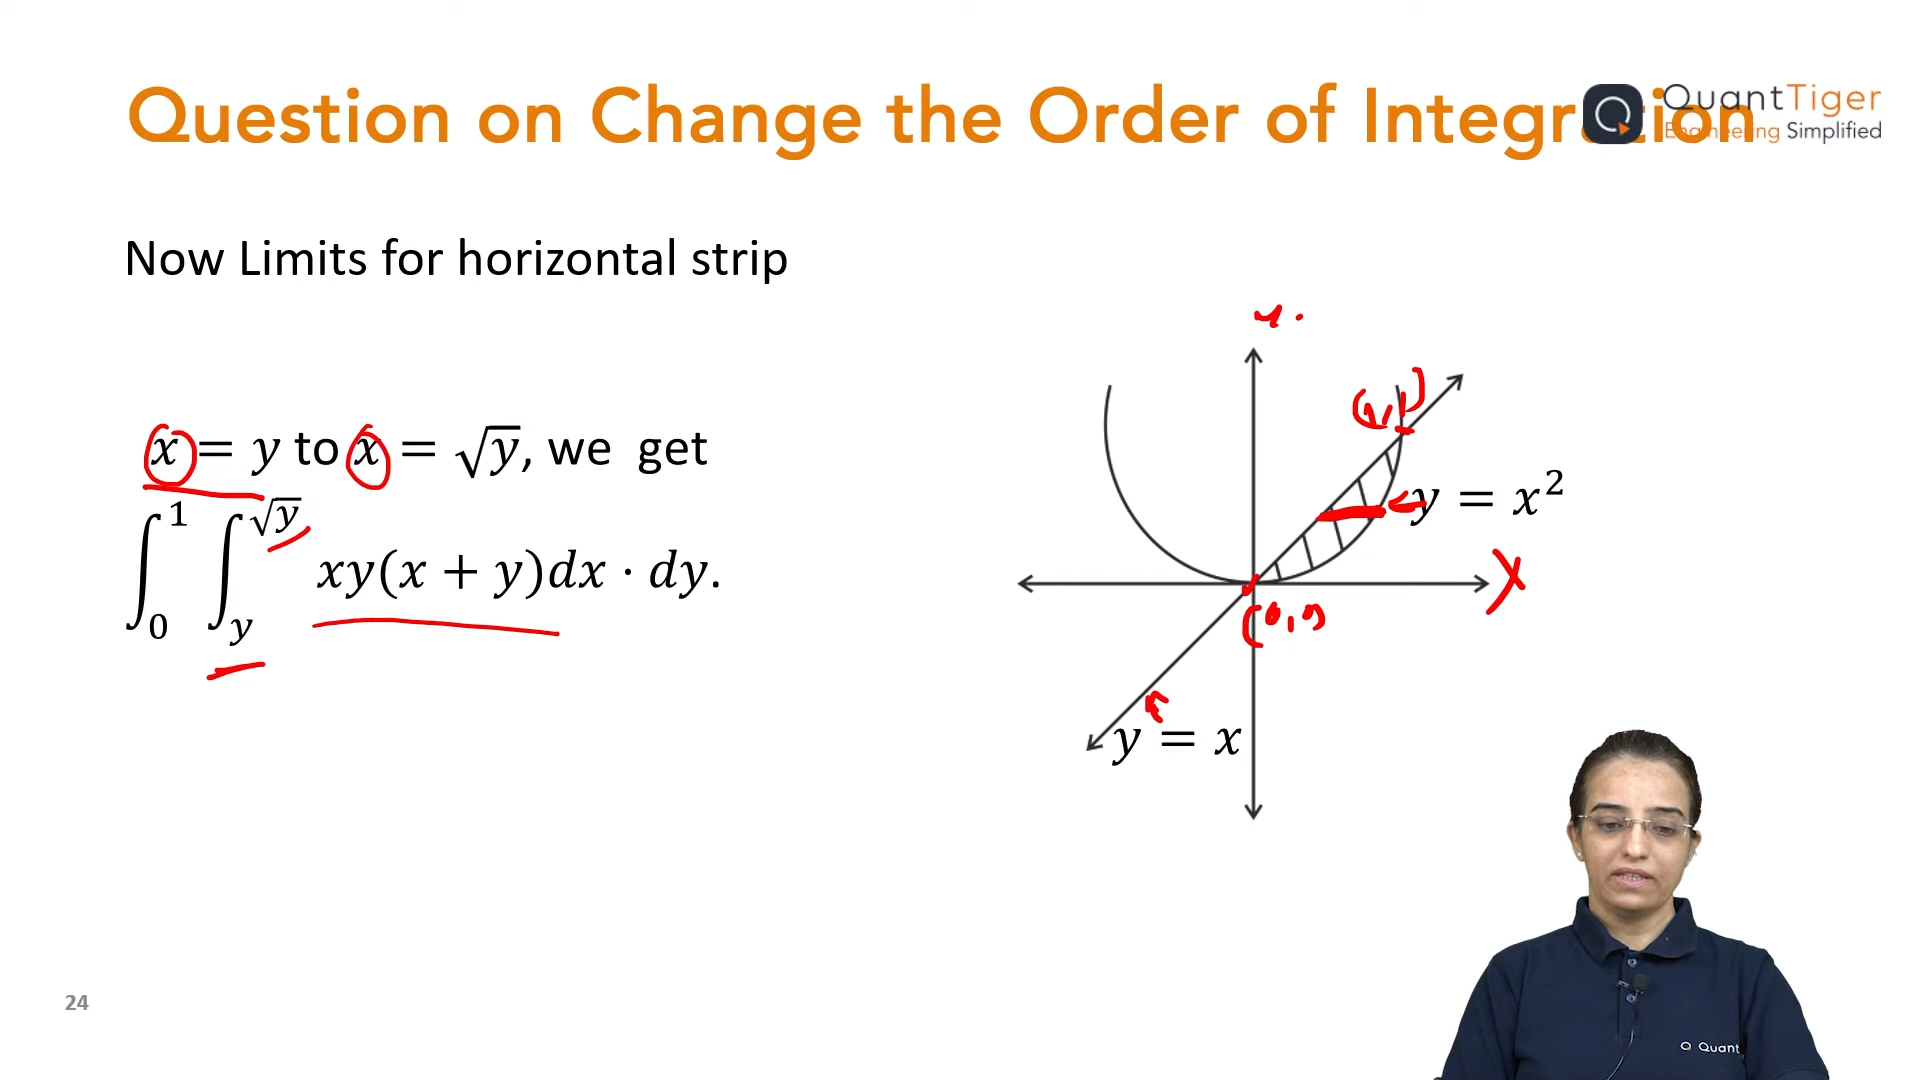 Question on Change the Order of Integration
QuantTiger
Engineering Simplified
Now Limits for horizontal strip
x = y to x = √y, we get
∫₀¹ ∫_y^√y xy(x + y)dx · dy.
y.
(1,1)
y = x²
X
(0,0)
y = x
24
Quant